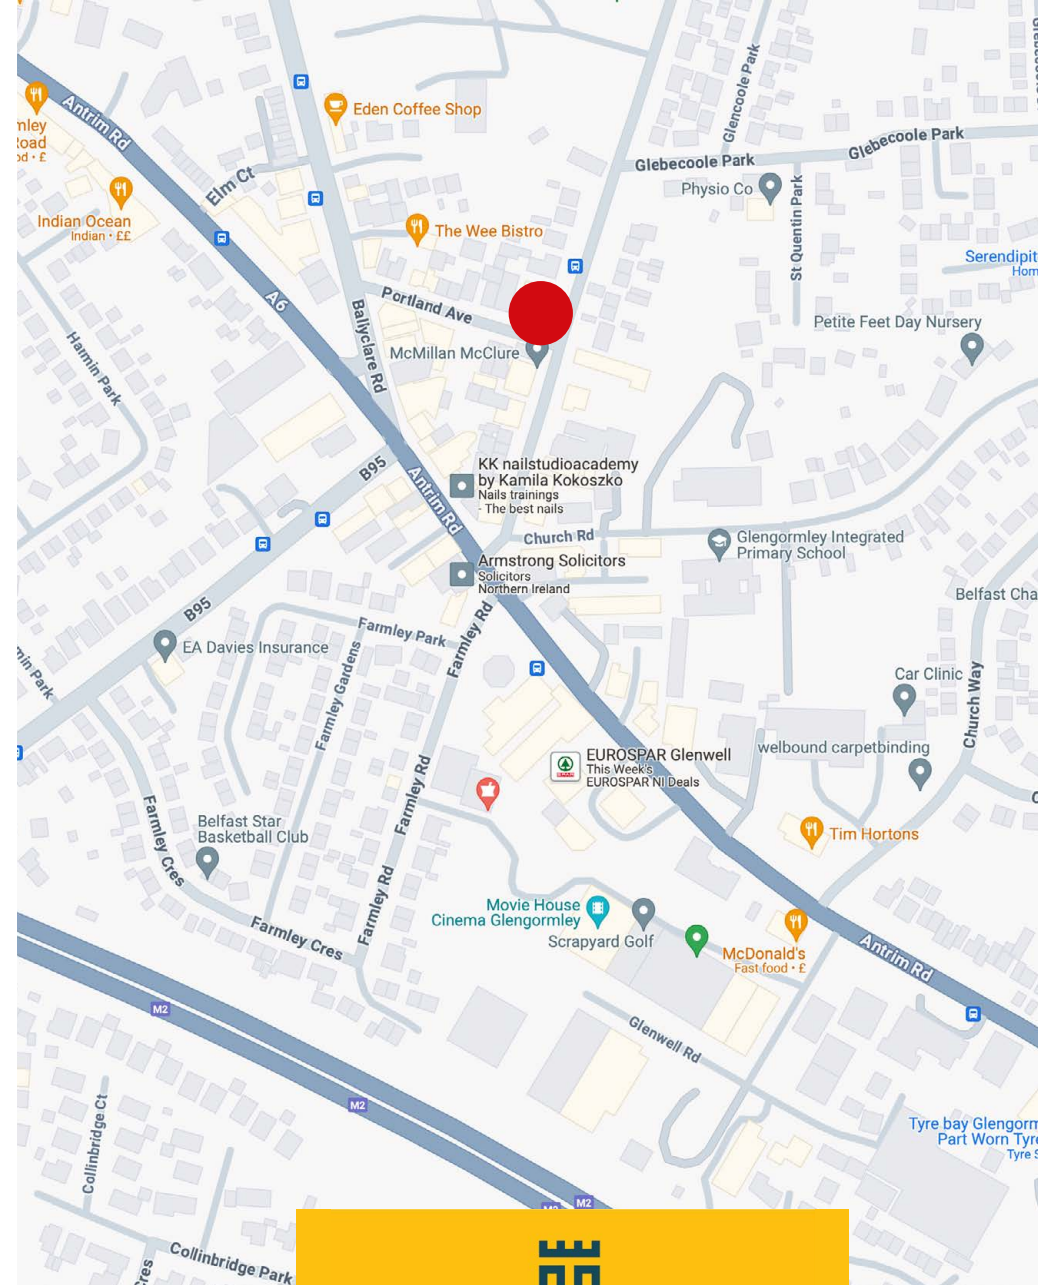 Antrim Rd
Eden Coffee Shop
Glencoole Park
Glebecoole Park
Glebecoole Park
Elm Ct
Physio Co
St Quentin Park
Indian Ocean
Indian · ££
The Wee Bistro
A6
Portland Ave
Ballyclare Rd
McMillan McClure
Petite Feet Day Nursery
Harmin Park
B95
Antrim Rd
KK nailstudioacademy
by Kamila Kokoszko
Nails trainings
- The best nails
Church Rd
Glengormley Integrated
Primary School
Armstrong Solicitors
Solicitors
Northern Ireland
Belfast Cha
B95
Farmley Park
Farmley Rd
EA Davies Insurance
Farmley Gardens
min Park
Car Clinic
Church Way
EUROSPAR Glenwell
This Week's
EUROSPAR NI Deals
welbound carpetbinding
Farmley Rd
Farmley Cres
Belfast Star
Basketball Club
Tim Hortons
Farmley Rd
Movie House
Cinema Glengormley
Scrapyard Golf
McDonald's
Fast food · £
Farmley Cres
Antrim Rd
M2
Glenwell Rd
M2
Collinbridge Ct
Tyre bay Glengorm
Part Worn Tyre
Tyre S
M2
Collinbridge Park
res
mley
Road
od · £
Serendipit
Hom